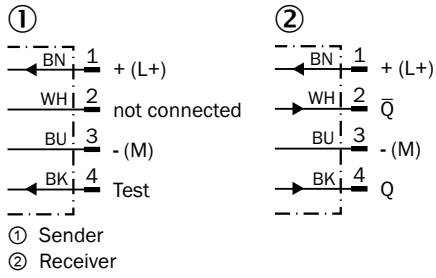 ① ②
BN 1 + (L+)
WH 2 not connected
BU 3 - (M)
BK 4 Test
BN 1 + (L+)
WH 2 Q̅
BU 3 - (M)
BK 4 Q
① Sender
② Receiver